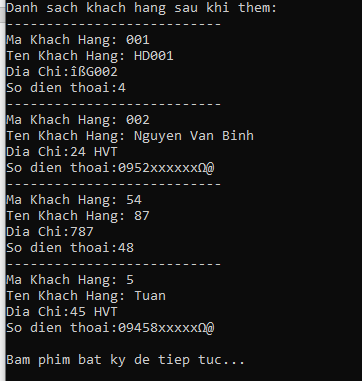 Danh sach khach hang sau khi them:
---------------------------
Ma Khach Hang: 001
Ten Khach Hang: HD001
Dia Chi:îßG002
So dien thoai:4
---------------------------
Ma Khach Hang: 002
Ten Khach Hang: Nguyen Van Binh
Dia Chi:24 HVT
So dien thoai:0952xxxxxxΩ@
---------------------------
Ma Khach Hang: 54
Ten Khach Hang: 87
Dia Chi:787
So dien thoai:48
---------------------------
Ma Khach Hang: 5
Ten Khach Hang: Tuan
Dia Chi:45 HVT
So dien thoai:09458xxxxxΩ@

Bam phim bat ky de tiep tuc...